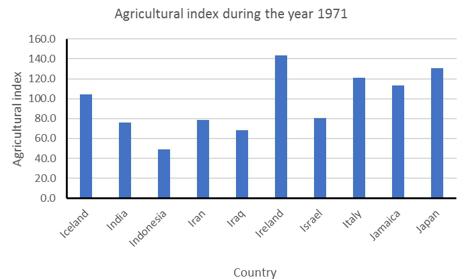 Agricultural index during the year 1971
Agricultural index
160.0
140.0
120.0
100.0
80.0
60.0
40.0
20.0
0.0
Iceland
India
Indonesia
Iran
Iraq
Ireland
Israel
Italy
Jamaica
Japan
Country